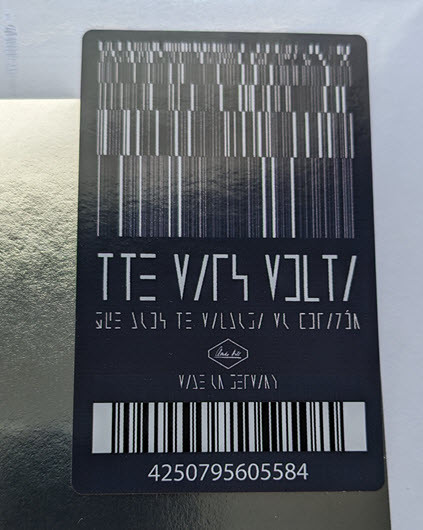 THE MARS VOLTA
QUE DIOS TE MALDIGA MI CORAZÓN
MADE IN GERMANY
4250795605584